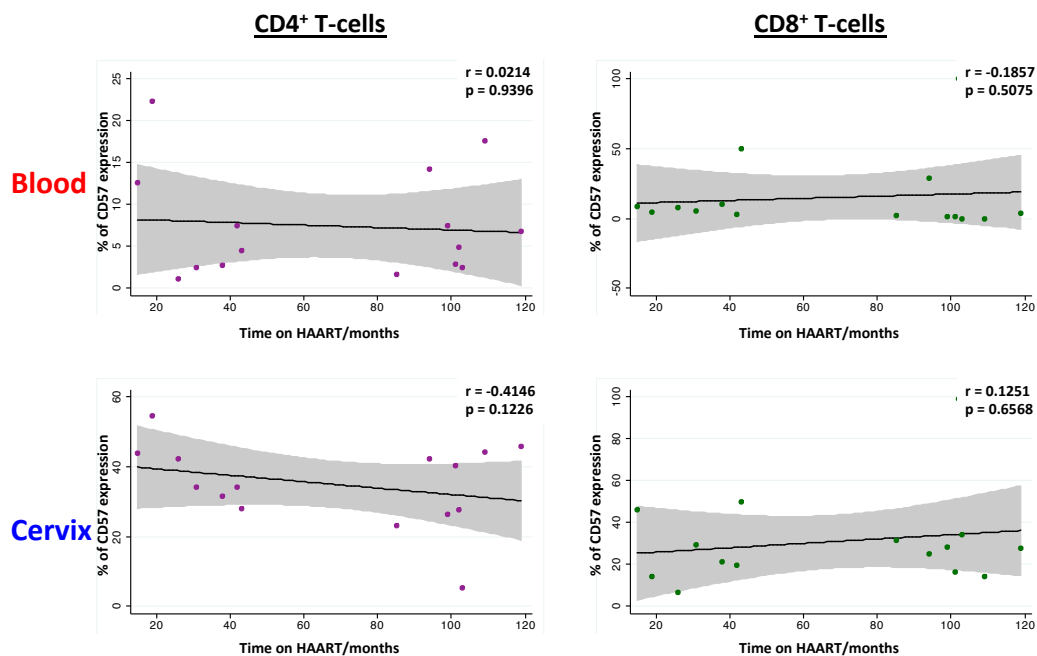 CD4⁺ T-cells
CD8⁺ T-cells
Blood
% of CD57 expression
25
20
15
10
5
0
r = 0.0214
p = 0.9396
20 40 60 80 100 120
Time on HAART/months
% of CD57 expression
100
50
0
-50
r = -0.1857
p = 0.5075
20 40 60 80 100 120
Time on HAART/months
Cervix
% of CD57 expression
60
40
20
0
r = -0.4146
p = 0.1226
20 40 60 80 100 120
Time on HAART/months
% of CD57 expression
100
80
60
40
20
0
r = 0.1251
p = 0.6568
20 40 60 80 100 120
Time on HAART/months